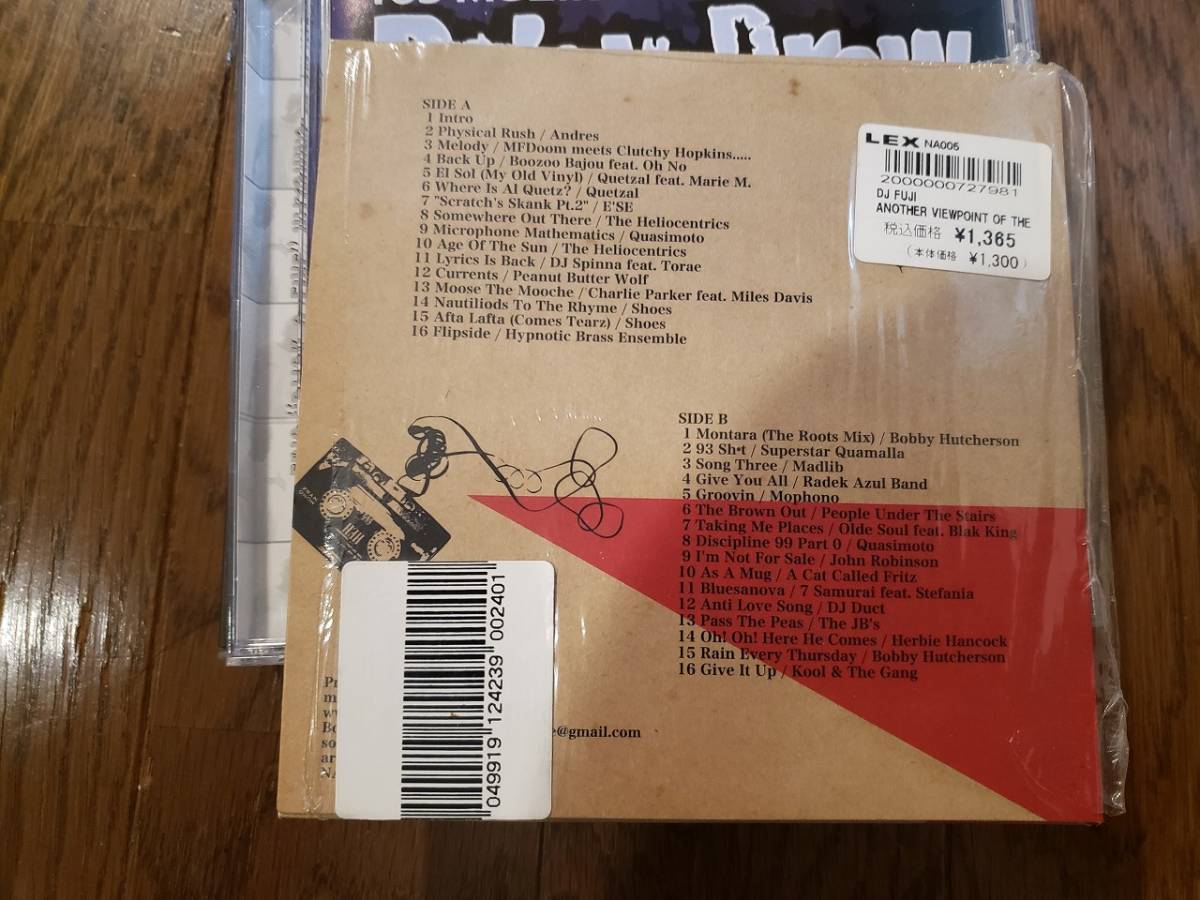 SIDE A
1 Intro
2 Physical Rush / Andres
3 Melody / MFDoom meets Clutchy Hopkins.....
4 Back Up / Boozoo Bajou feat. Oh No
5 El Sol (My Old Vinyl) / Quetzal feat. Marie M.
6 Where Is Al Quetz? / Quetzal
7 "Scratch's Skank Pt.2" / E'SE
8 Somewhere Out There / The Heliocentrics
9 Microphone Mathematics / Quasimoto
10 Age Of The Sun / The Heliocentrics
11 Lyrics Is Back / DJ Spinna feat. Torae
12 Currents / Peanut Butter Wolf
13 Moose The Mooche / Charlie Parker feat. Miles Davis
14 Nautiliods To The Rhyme / Shoes
15 Afta Lafta (Comes Tearz) / Shoes
16 Flipside / Hypnotic Brass Ensemble
LEX NA005
2000000727981
DJ FUJI
ANOTHER VIEWPOINT OF THE
税込価格 ¥1,365
(本体価格 ¥1,300)
SIDE B
1 Montara (The Roots Mix) / Bobby Hutcherson
2 93 Sh*t / Superstar Quamalla
3 Song Three / Madlib
4 Give You All / Radek Azul Band
5 Groovin / Mophono
6 The Brown Out / People Under The Stairs
7 Taking Me Places / Olde Soul feat. Blak King
8 Discipline 99 Part 0 / Quasimoto
9 I'm Not For Sale / John Robinson
10 As A Mug / A Cat Called Fritz
11 Bluesanova / 7 Samurai feat. Stefania
12 Anti Love Song / DJ Duct
13 Pass The Peas / The JB's
14 Oh! Oh! Here He Comes / Herbie Hancock
15 Rain Every Thursday / Bobby Hutcherson
16 Give It Up / Kool & The Gang
049919 124239 002401
e@gmail.com